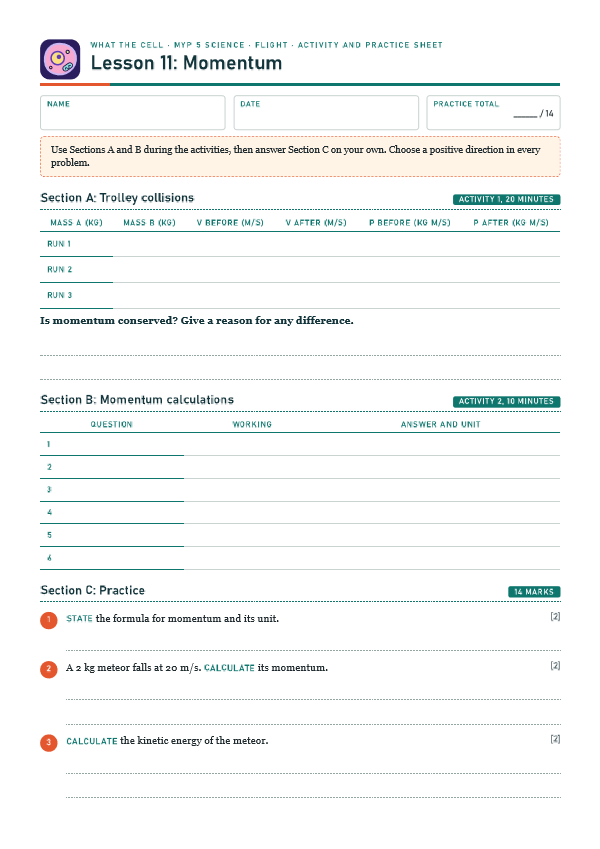 WHAT THE CELL · MYP 5 SCIENCE · FLIGHT · ACTIVITY AND PRACTICE SHEET
Lesson 11: Momentum
NAME
DATE
PRACTICE TOTAL
_____ / 14
Use Sections A and B during the activities, then answer Section C on your own. Choose a positive direction in every
problem.
Section A: Trolley collisions
ACTIVITY 1, 20 MINUTES
MASS A (KG) MASS B (KG) V BEFORE (M/S) V AFTER (M/S) P BEFORE (KG M/S) P AFTER (KG M/S)
RUN 1
RUN 2
RUN 3
Is momentum conserved? Give a reason for any difference.
Section B: Momentum calculations
ACTIVITY 2, 10 MINUTES
QUESTION WORKING ANSWER AND UNIT
1
2
3
4
5
6
Section C: Practice
14 MARKS
1 STATE the formula for momentum and its unit. [2]
2 A 2 kg meteor falls at 20 m/s. CALCULATE its momentum. [2]
3 CALCULATE the kinetic energy of the meteor. [2]